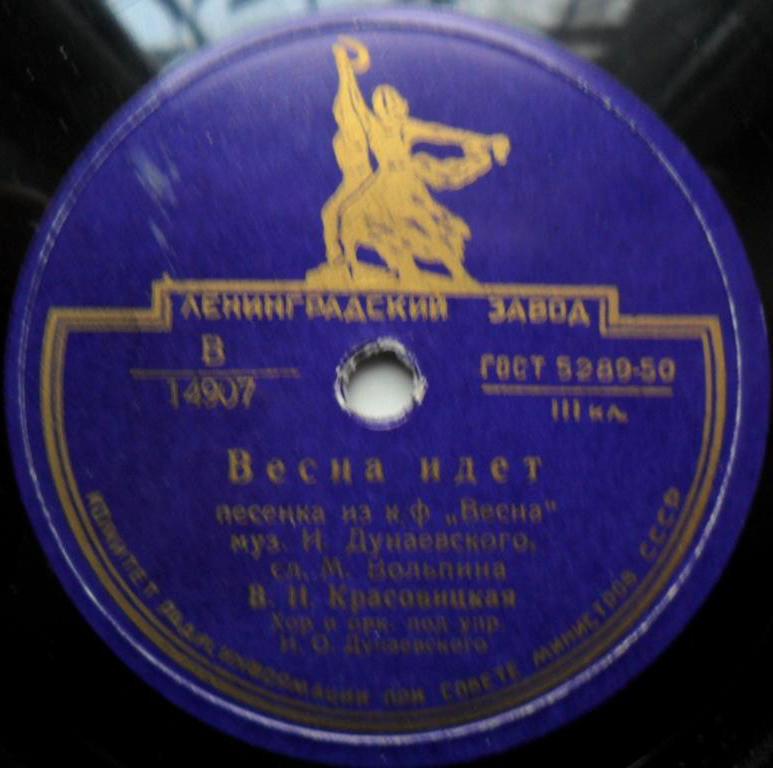 ЛЕНИНГРАДСКИЙ ЗАВОД
В
14907
ГОСТ 5289-50
III кл.
Весна идет
песенка из к ф „Весна"
муз. И. Дунаевского,
сл. М. Вольпина
В. Н. Красовицкая
Хор и орк. под упр.
И. О. Дунаевского
КОМИТЕТ РАДИОИНФОРМАЦИИ ПРИ СОВЕТЕ МИНИСТРОВ СССР